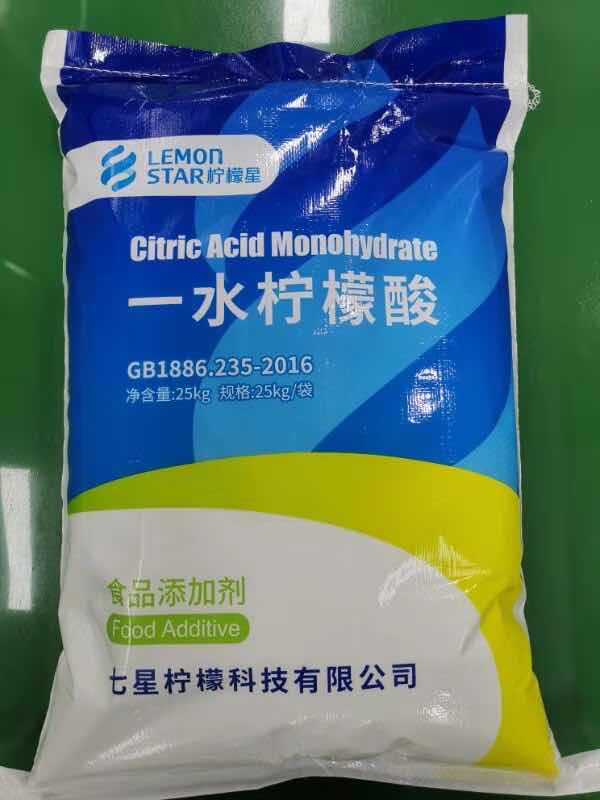 LEMON
STAR柠檬星
Citric Acid Monohydrate
一水柠檬酸
GB1886.235-2016
净含量:25kg 规格:25kg/袋
食品添加剂
Food Additive
七星柠檬科技有限公司